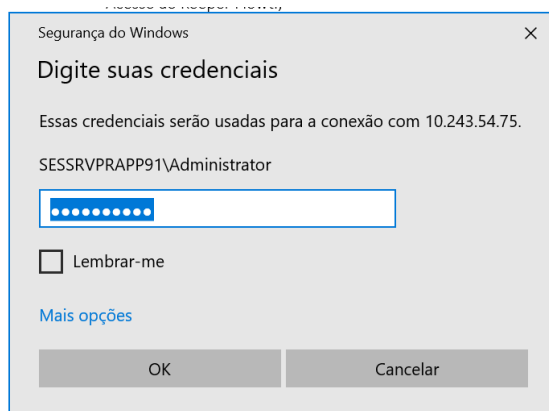 Segurança do Windows
Digite suas credenciais
Essas credenciais serão usadas para a conexão com 10.243.54.75.
SESSRVPRAPP91\Administrator
●●●●●●●●●●
Lembrar-me
Mais opções
OK
Cancelar